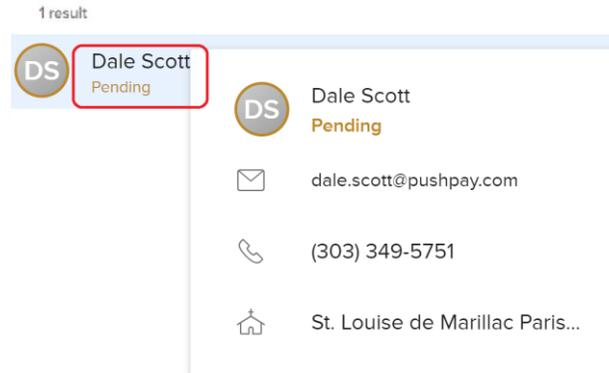 1 result
DS
Dale Scott
Pending
DS
Dale Scott
Pending
dale.scott@pushpay.com
(303) 349-5751
St. Louise de Marillac Paris...